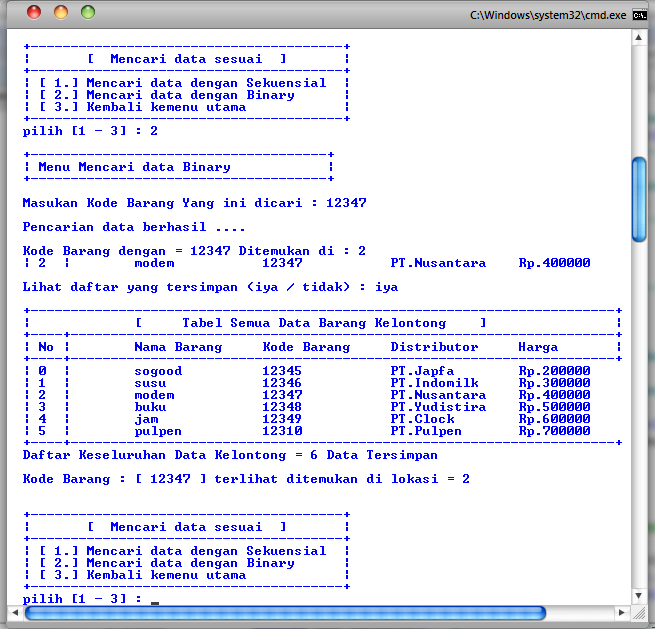 C:\Windows\system32\cmd.exe
[ Mencari data sesuai ]
[ 1.] Mencari data dengan Sekuensial
[ 2.] Mencari data dengan Binary
[ 3.] Kembali kemenu utama
pilih [1 - 3] : 2
Menu Mencari data Binary
Masukan Kode Barang Yang ini dicari : 12347
Pencarian data berhasil ....
Kode Barang dengan = 12347 Ditemukan di : 2
| 2 | modem 12347 PT.Nusantara Rp.400000
Lihat daftar yang tersimpan (iya / tidak) : iya
[ Tabel Semua Data Barang Kelontong ]
| No | Nama Barang Kode Barang Distributor Harga |
| 0 | sogood 12345 PT.Japfa Rp.200000
| 1 | susu 12346 PT.Indomilk Rp.300000
| 2 | modem 12347 PT.Nusantara Rp.400000
| 3 | buku 12348 PT.Yudistira Rp.500000
| 4 | jam 12349 PT.Clock Rp.600000
| 5 | pulpen 12310 PT.Pulpen Rp.700000
Daftar Keseluruhan Data Kelontong = 6 Data Tersimpan
Kode Barang : [ 12347 ] terlihat ditemukan di lokasi = 2
[ Mencari data sesuai ]
[ 1.] Mencari data dengan Sekuensial
[ 2.] Mencari data dengan Binary
[ 3.] Kembali kemenu utama
pilih [1 - 3] : _